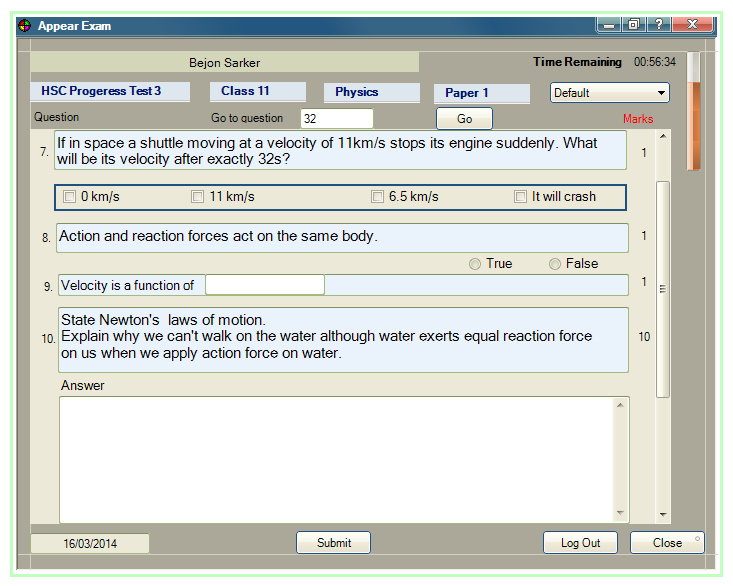 Appear Exam
Bejon Sarker
Time Remaining 00:56:34
HSC Progeress Test 3 Class 11 Physics Paper 1 Default
Question Go to question 32 Go Marks
7. If in space a shuttle moving at a velocity of 11km/s stops its engine suddenly. What 1
will be its velocity after exactly 32s?
0 km/s 11 km/s 6.5 km/s It will crash
8. Action and reaction forces act on the same body. 1
True False
9. Velocity is a function of 1
10. State Newton's laws of motion. 10
Explain why we can't walk on the water although water exerts equal reaction force
on us when we apply action force on water.
Answer
16/03/2014 Submit Log Out Close